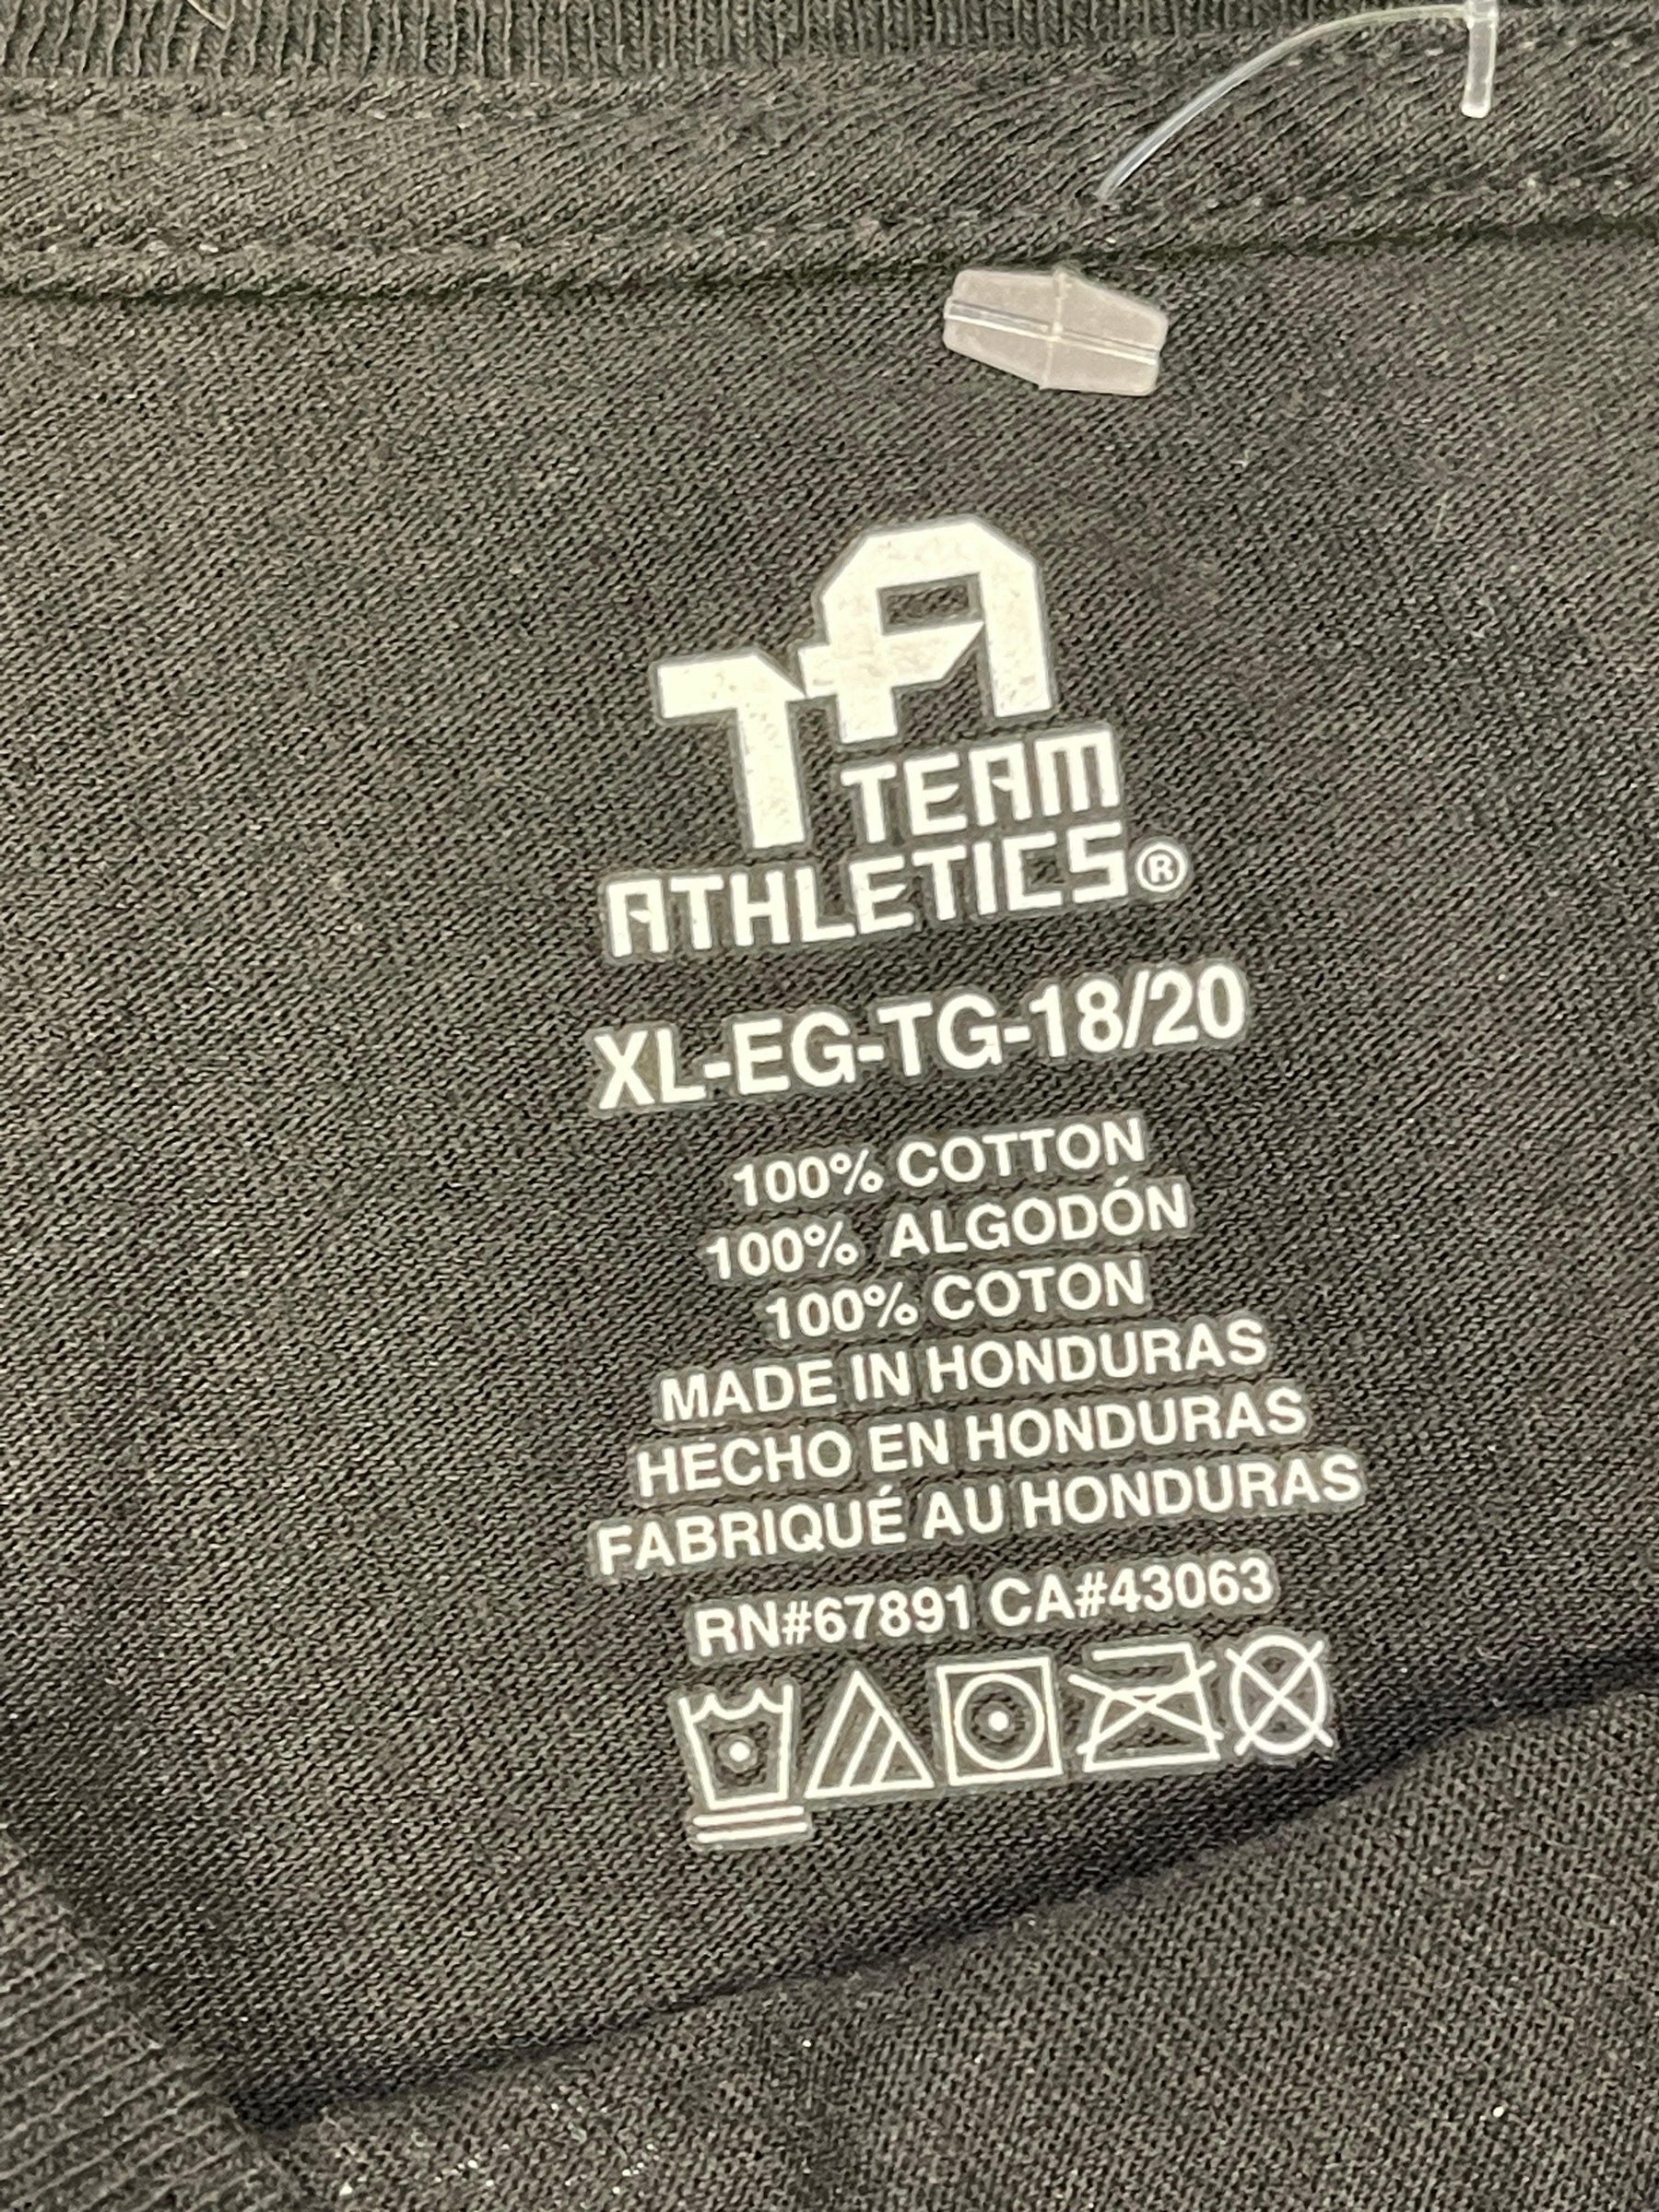 TA
TEAM
ATHLETICS®
XL-EG-TG-18/20
100% COTTON
100% ALGODÓN
100% COTON
MADE IN HONDURAS
HECHO EN HONDURAS
FABRIQUÉ AU HONDURAS
RN#67891 CA#43063